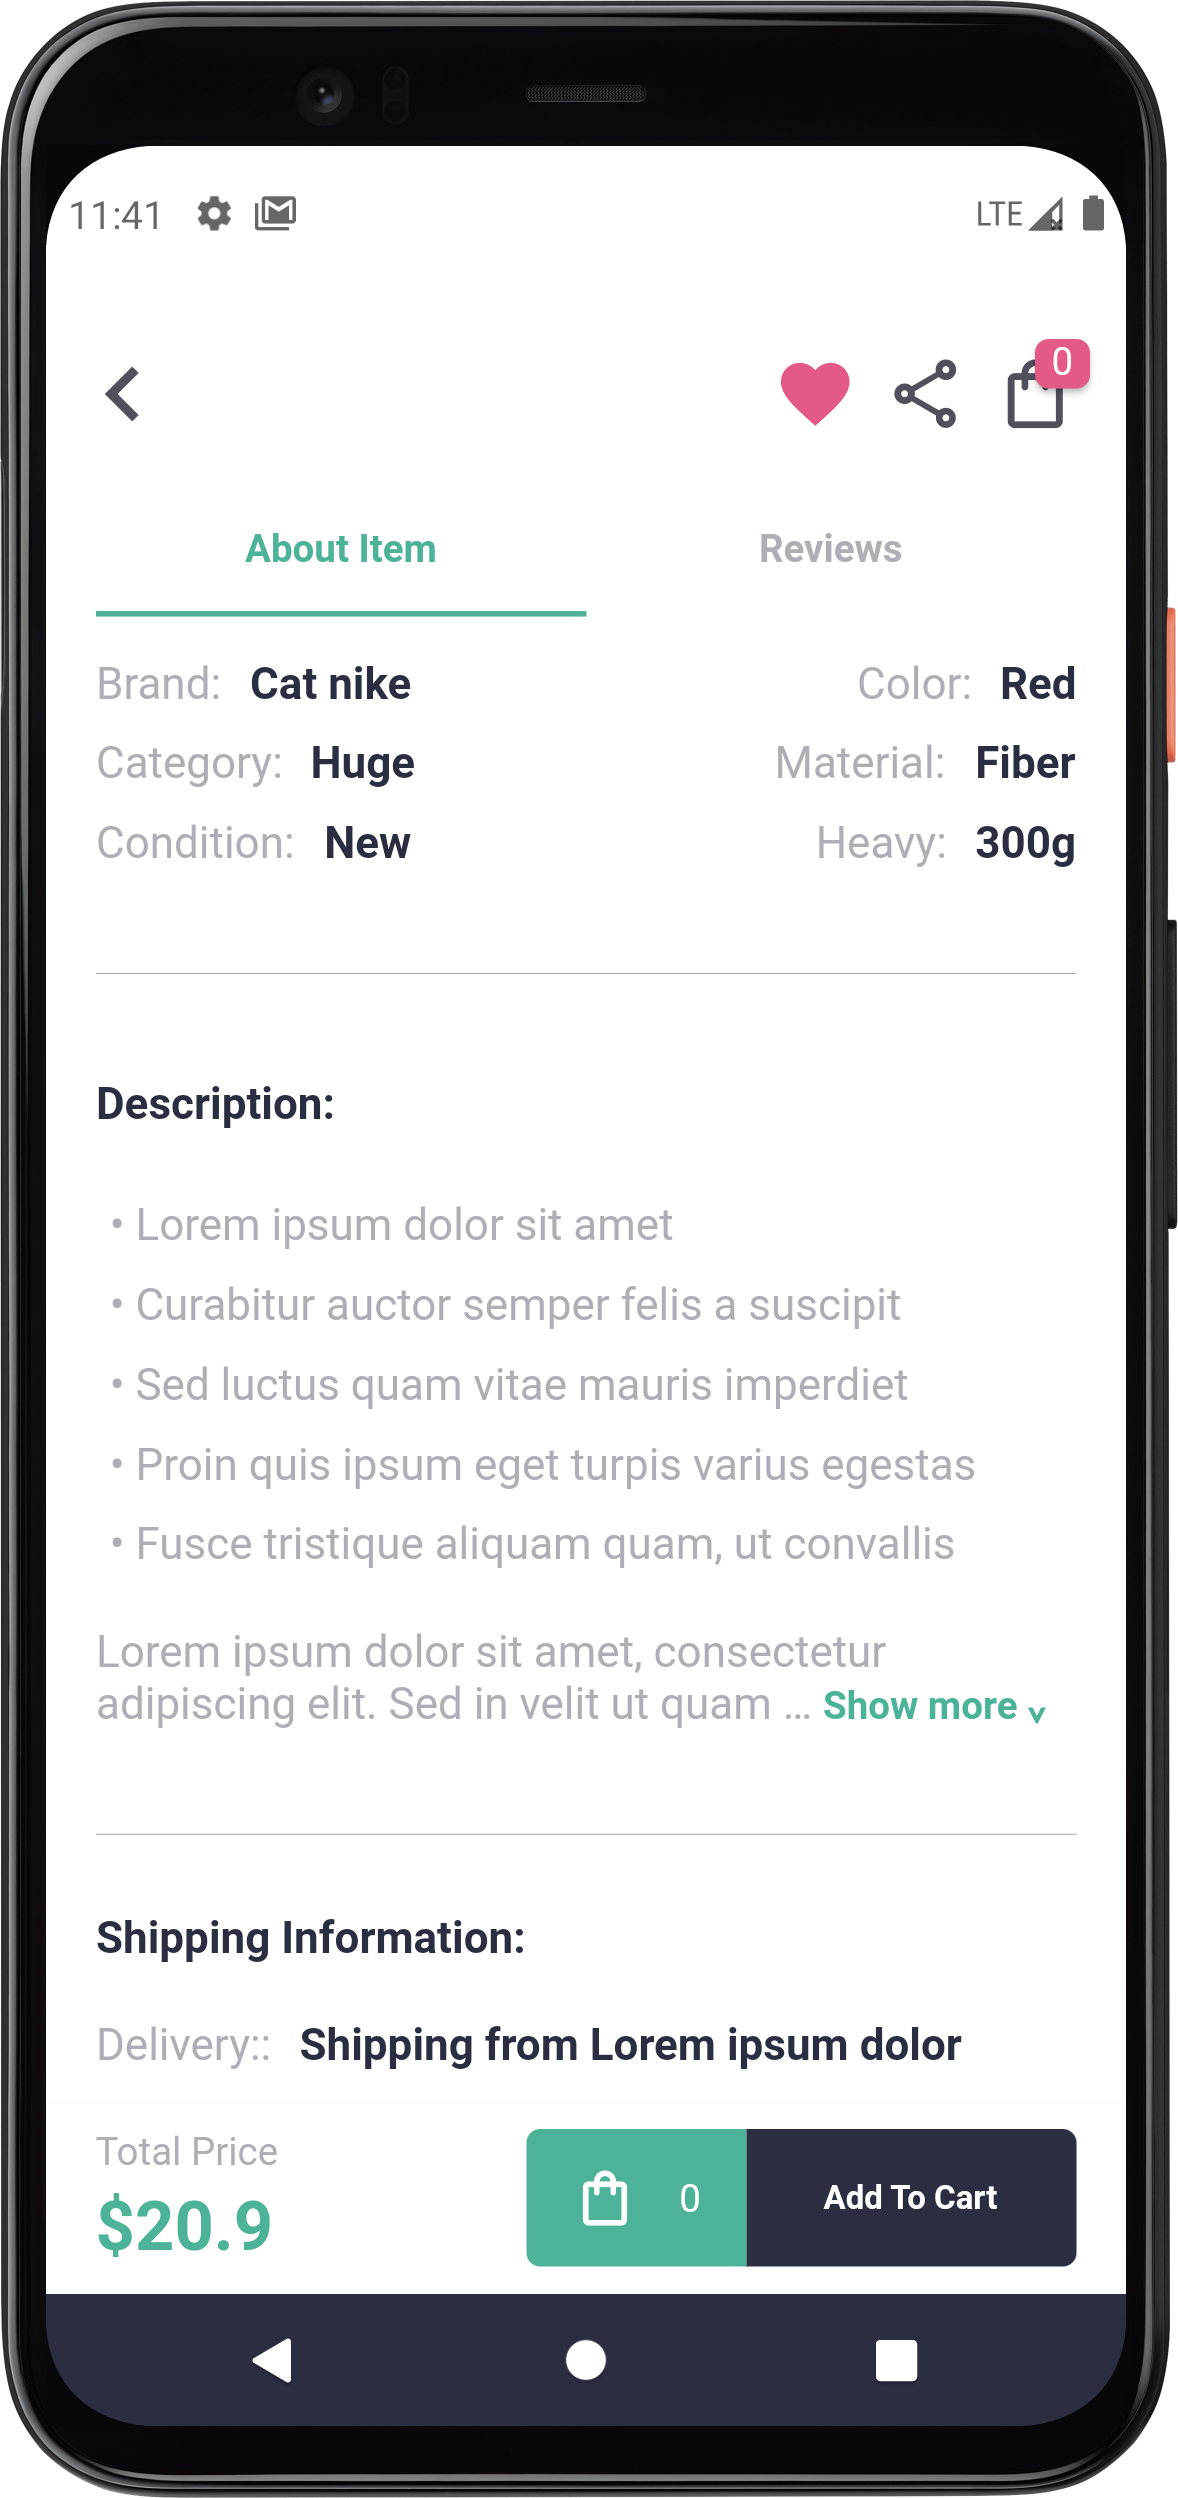 11:41 LTE
0
About Item Reviews
Brand: Cat nike Color: Red
Category: Huge Material: Fiber
Condition: New Heavy: 300g
Description:
• Lorem ipsum dolor sit amet
• Curabitur auctor semper felis a suscipit
• Sed luctus quam vitae mauris imperdiet
• Proin quis ipsum eget turpis varius egestas
• Fusce tristique aliquam quam, ut convallis
Lorem ipsum dolor sit amet, consectetur
adipiscing elit. Sed in velit ut quam ... Show more
Shipping Information:
Delivery:: Shipping from Lorem ipsum dolor
Total Price
$20.9
0 Add To Cart